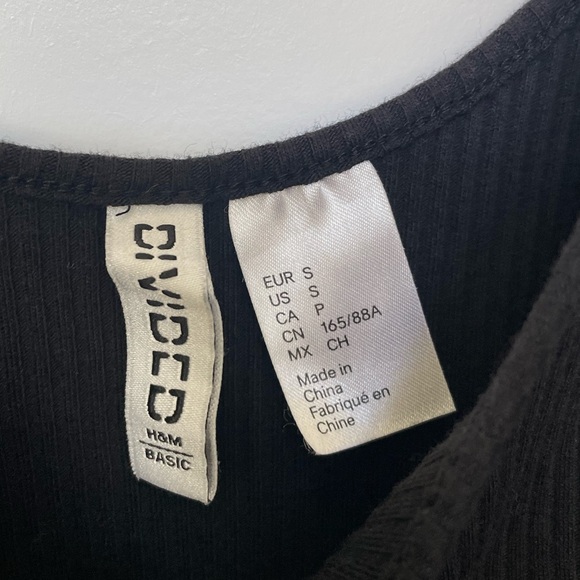 DIVIDED
H&M
BASIC
EUR S
US S
CA P
CN 165/88A
MX CH
Made in
China
Fabriqué en
Chine